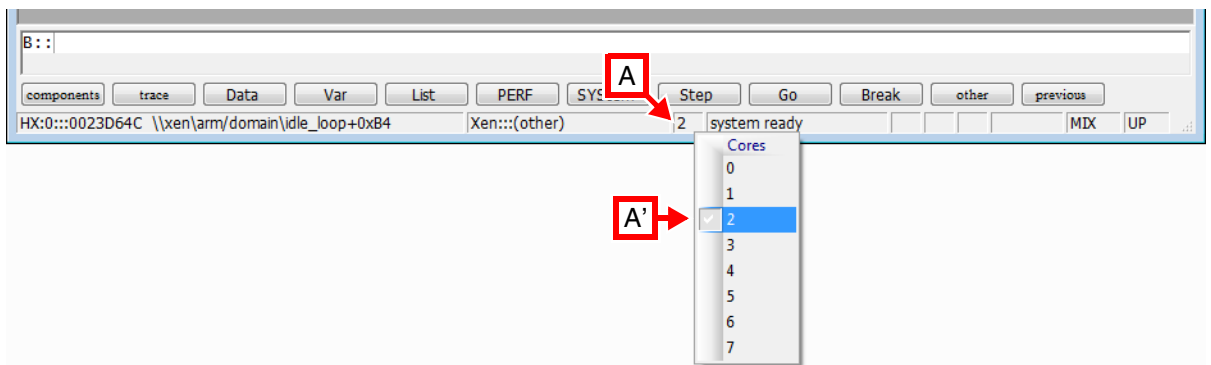 B::
A
components trace Data Var List PERF Step Go Break other previous
HX:0:::0023D64C \\xen\arm/domain\idle_loop+0xB4 Xen:::(other) 2 system ready MIX UP
Cores
0
1
A' 2
3
4
5
6
7